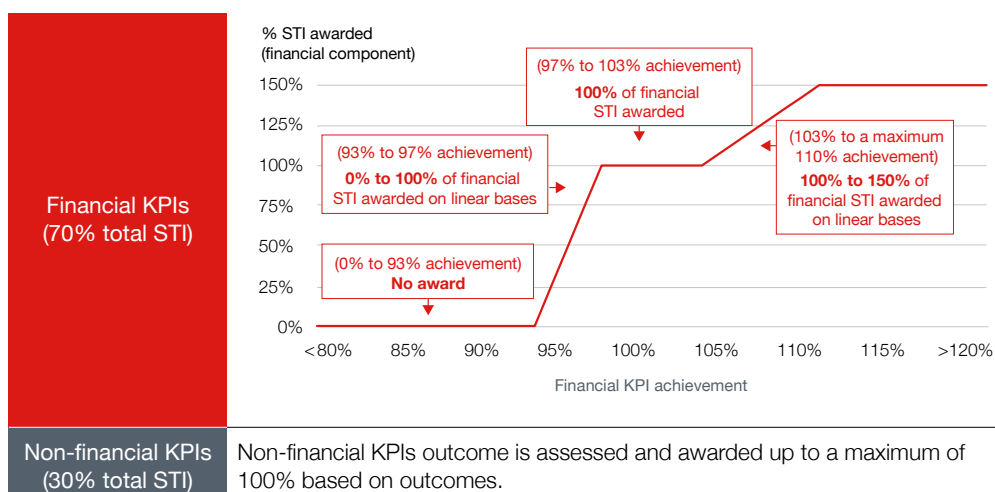 % STI awarded
(financial component)
150%
125%
100%
75%
50%
25%
0%
(97% to 103% achievement)
100% of financial
STI awarded
(93% to 97% achievement)
0% to 100% of financial
STI awarded on linear bases
(103% to a maximum
110% achievement)
100% to 150% of
financial STI awarded
on linear bases
(0% to 93% achievement)
No award
Financial KPIs
(70% total STI)
<80%
85%
90%
95%
100%
105%
110%
115%
>120%
Financial KPI achievement
Non-financial KPIs
(30% total STI)
Non-financial KPIs outcome is assessed and awarded up to a maximum of
100% based on outcomes.